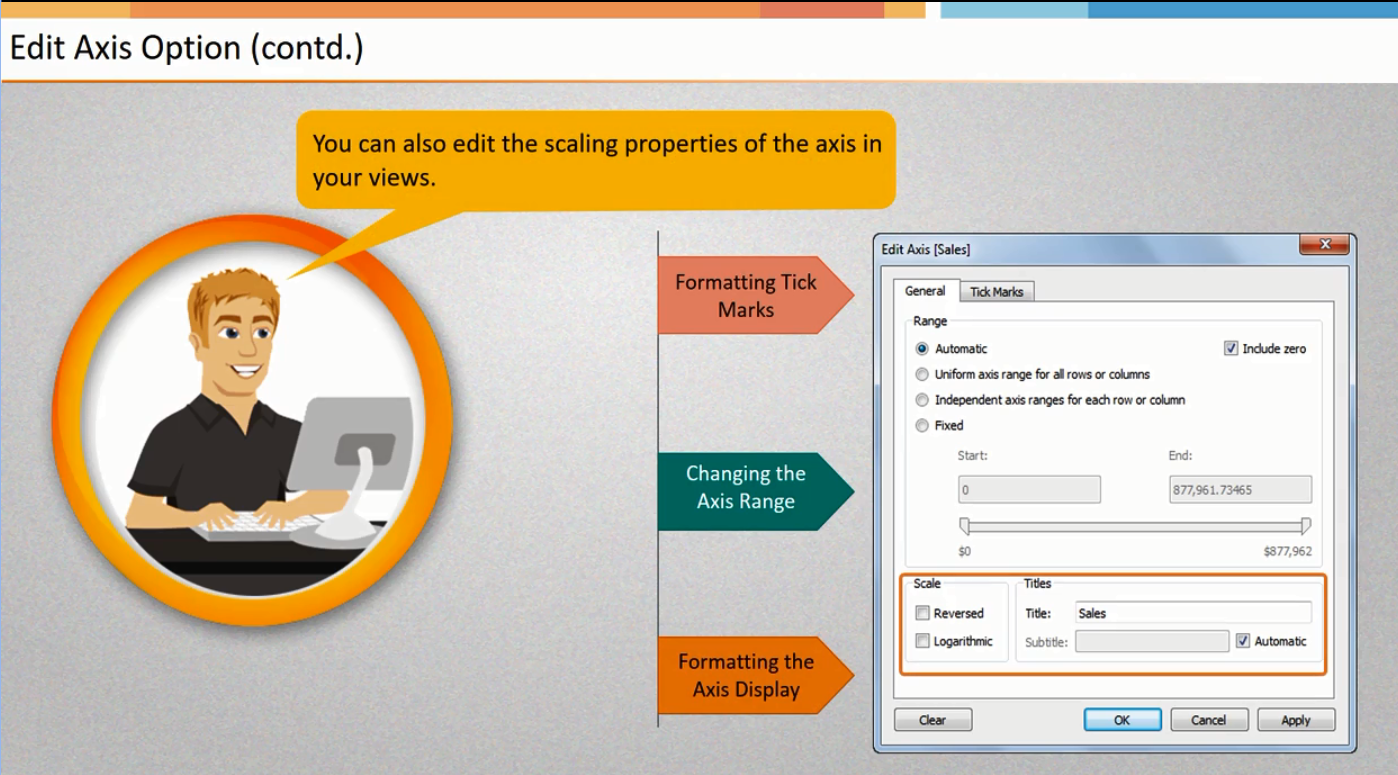 Edit Axis Option (contd.)
You can also edit the scaling properties of the axis in
your views.
Formatting Tick
Marks
Changing the
Axis Range
Formatting the
Axis Display
Edit Axis [Sales]
General
Tick Marks
Range
Automatic
Include zero
Uniform axis range for all rows or columns
Independent axis ranges for each row or column
Fixed
Start:
End:
0
877,961.73465
$0
$877,962
Scale
Titles
Reversed
Title:
Sales
Logarithmic
Subtitle:
Automatic
Clear
OK
Cancel
Apply